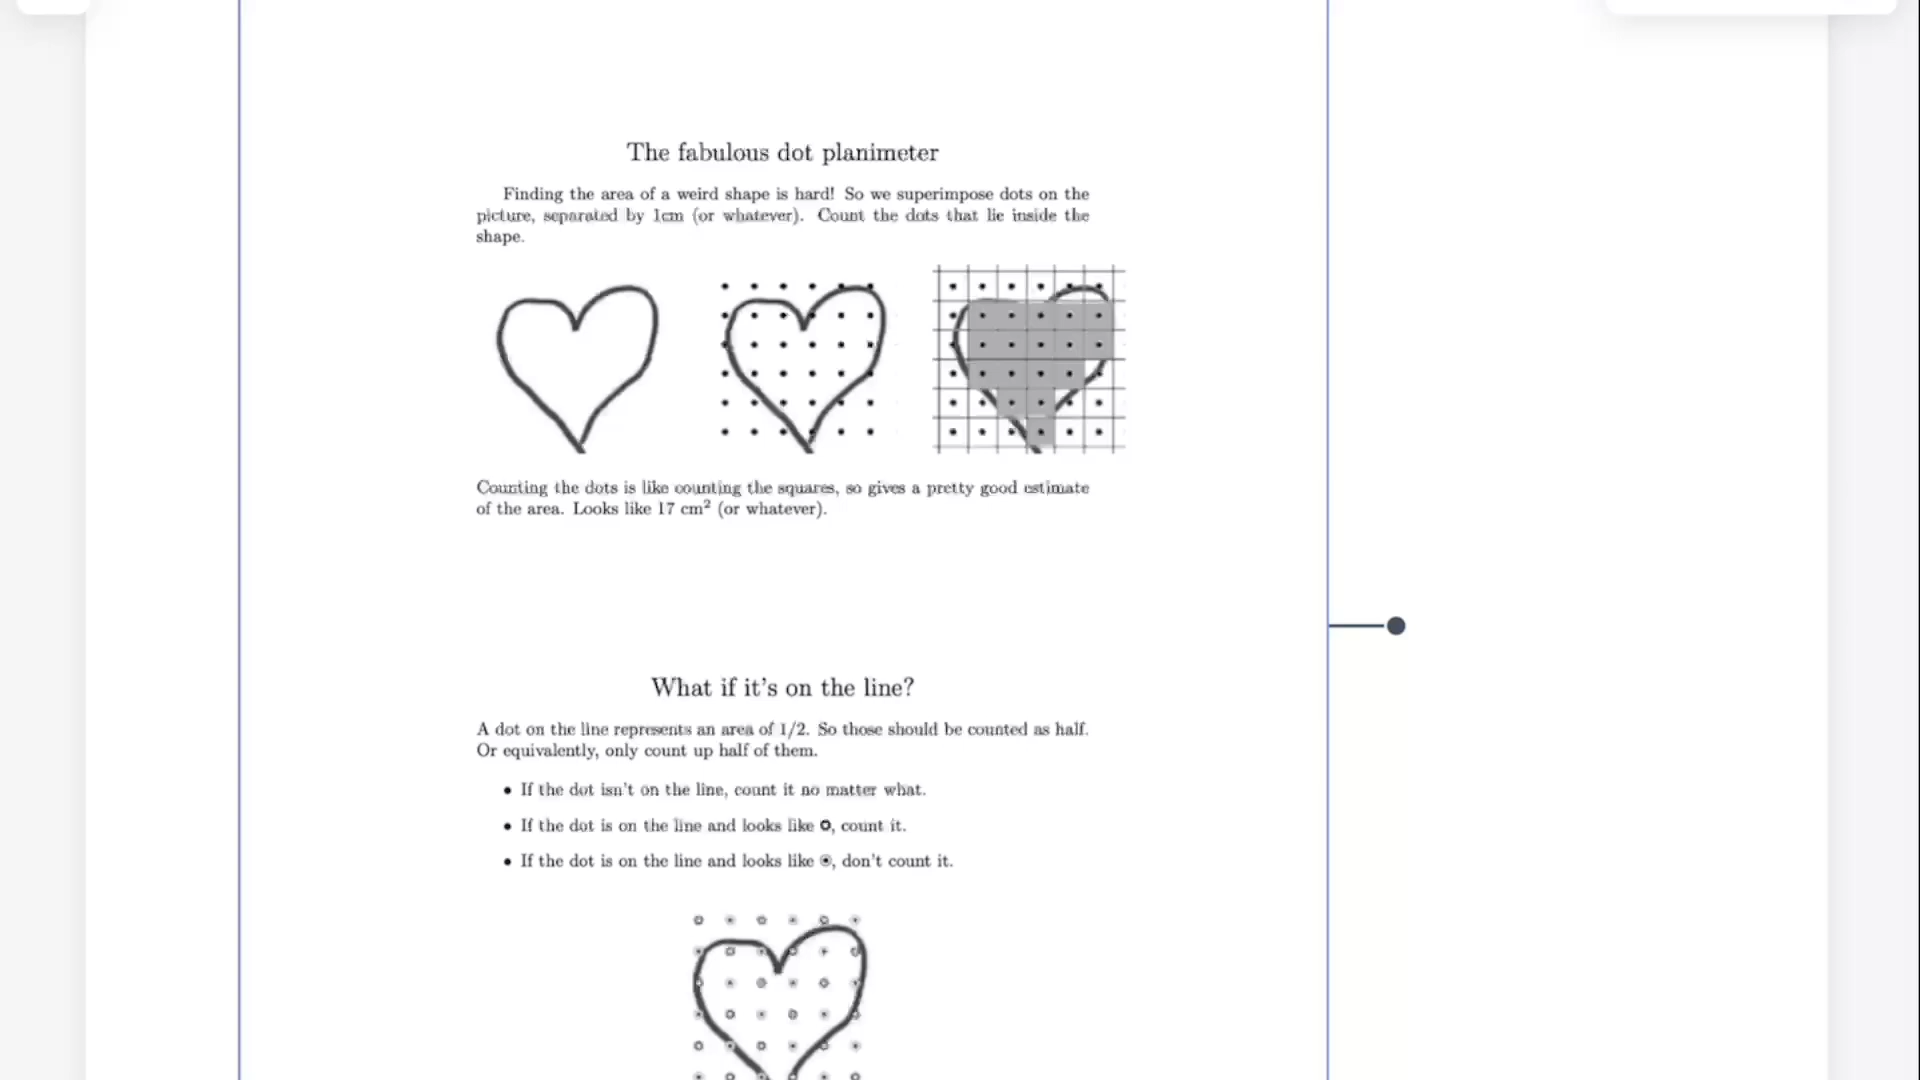 The fabulous dot planimeter
Finding the area of a weird shape is hard! So we superimpose dots on the
picture, separated by 1cm (or whatever). Count the dots that lie inside the
shape.
Counting the dots is like counting the squares, so gives a pretty good estimate
of the area. Looks like 17 cm² (or whatever).
What if it's on the line?
A dot on the line represents an area of 1/2. So those should be counted as half.
Or equivalently, only count up half of them.
• If the dot isn't on the line, count it no matter what.
• If the dot is on the line and looks like ○, count it.
• If the dot is on the line and looks like ⊙, don't count it.